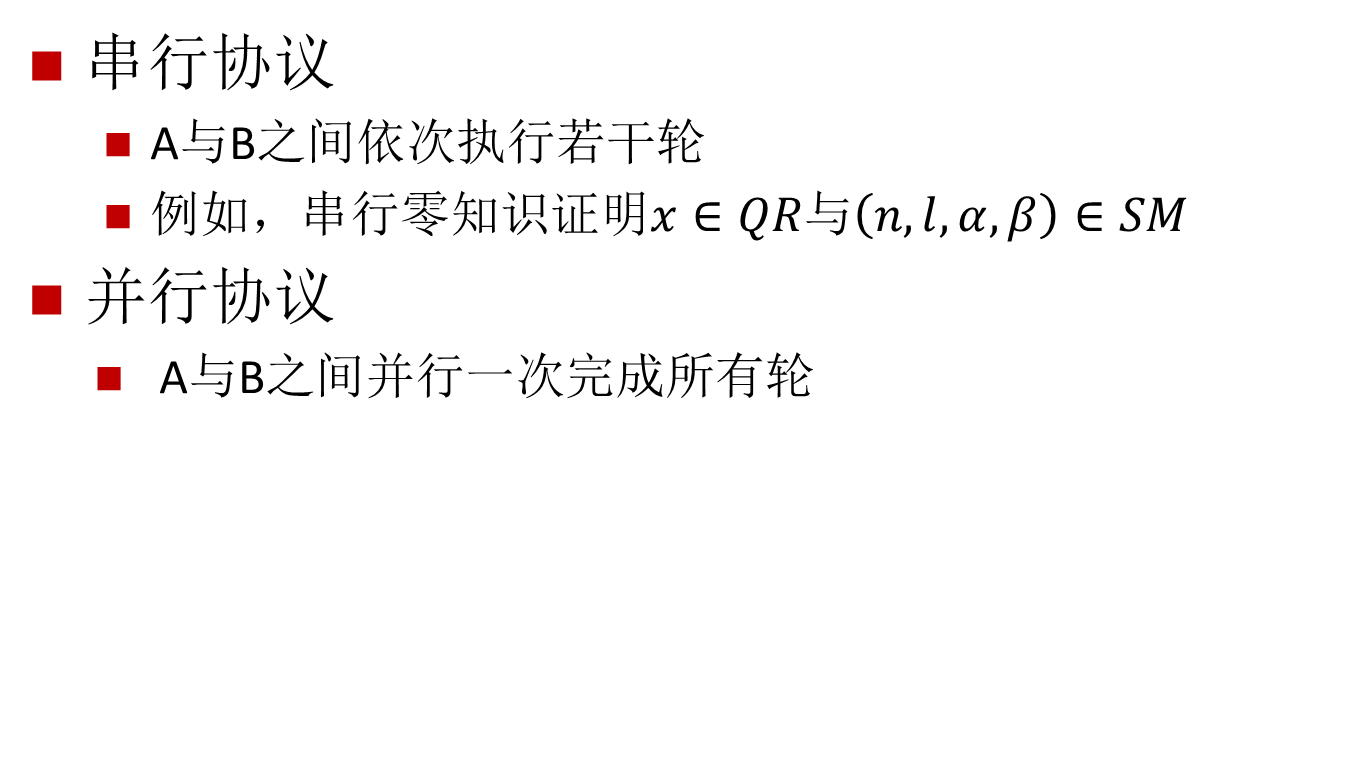 串行协议
A与B之间依次执行若干轮
例如，串行零知识证明𝑥 ∈ 𝑄𝑅与(𝑛, 𝑙, 𝛼, 𝛽) ∈ 𝑆𝑀
并行协议
A与B之间并行一次完成所有轮